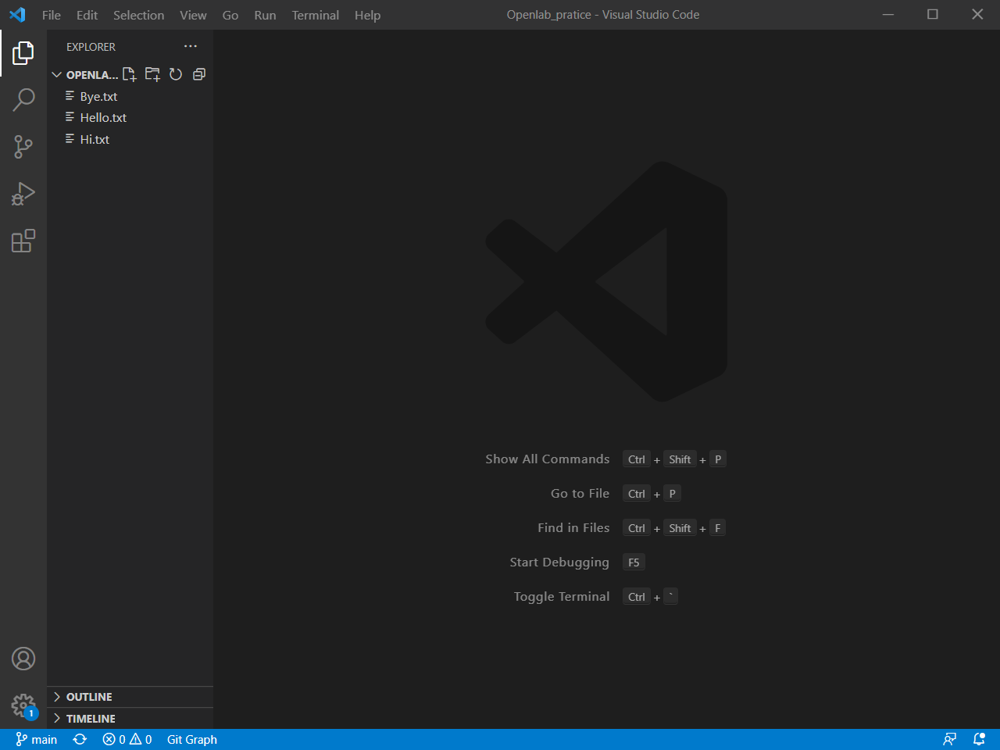 File Edit Selection View Go Run Terminal Help
Openlab_pratice - Visual Studio Code
EXPLORER
OPENLA...
Bye.txt
Hello.txt
Hi.txt
Show All Commands Ctrl + Shift + P
Go to File Ctrl + P
Find in Files Ctrl + Shift + F
Start Debugging F5
Toggle Terminal Ctrl + `
OUTLINE
1
TIMELINE
main 0 0 Git Graph